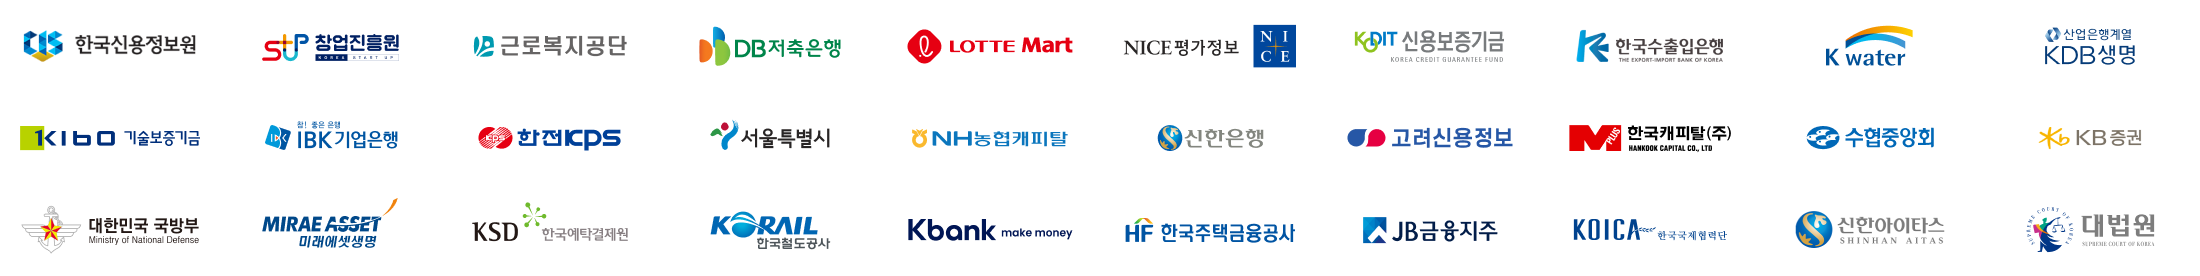 CIS 한국신용정보원
stUP 창업진흥원
KOREA START UP
근로복지공단
DB저축은행
LOTTE Mart
NICE평가정보 NICE
KODIT 신용보증기금
KOREA CREDIT GUARANTEE FUND
한국수출입은행
THE EXPORT-IMPORT BANK OF KOREA
K water
산업은행계열
KDB생명
KIBO 기술보증기금
참! 좋은 은행
IBK기업은행
KPS 한전KPS
서울특별시
NH농협캐피탈
신한은행
고려신용정보
M PLUS 한국캐피탈(주)
HANKOOK CAPITAL CO., LTD
수협중앙회
Kb KB증권
대한민국 국방부
Ministry of National Defense
MIRAE ASSET
미래에셋생명
KSD 한국예탁결제원
KORAIL
한국철도공사
Kbank make money
HF 한국주택금융공사
JB금융지주
KOICA 한국국제협력단
신한아이타스
SHINHAN AITAS
SUPREME COURT OF KOREA
대법원
SUPREME COURT OF KOREA